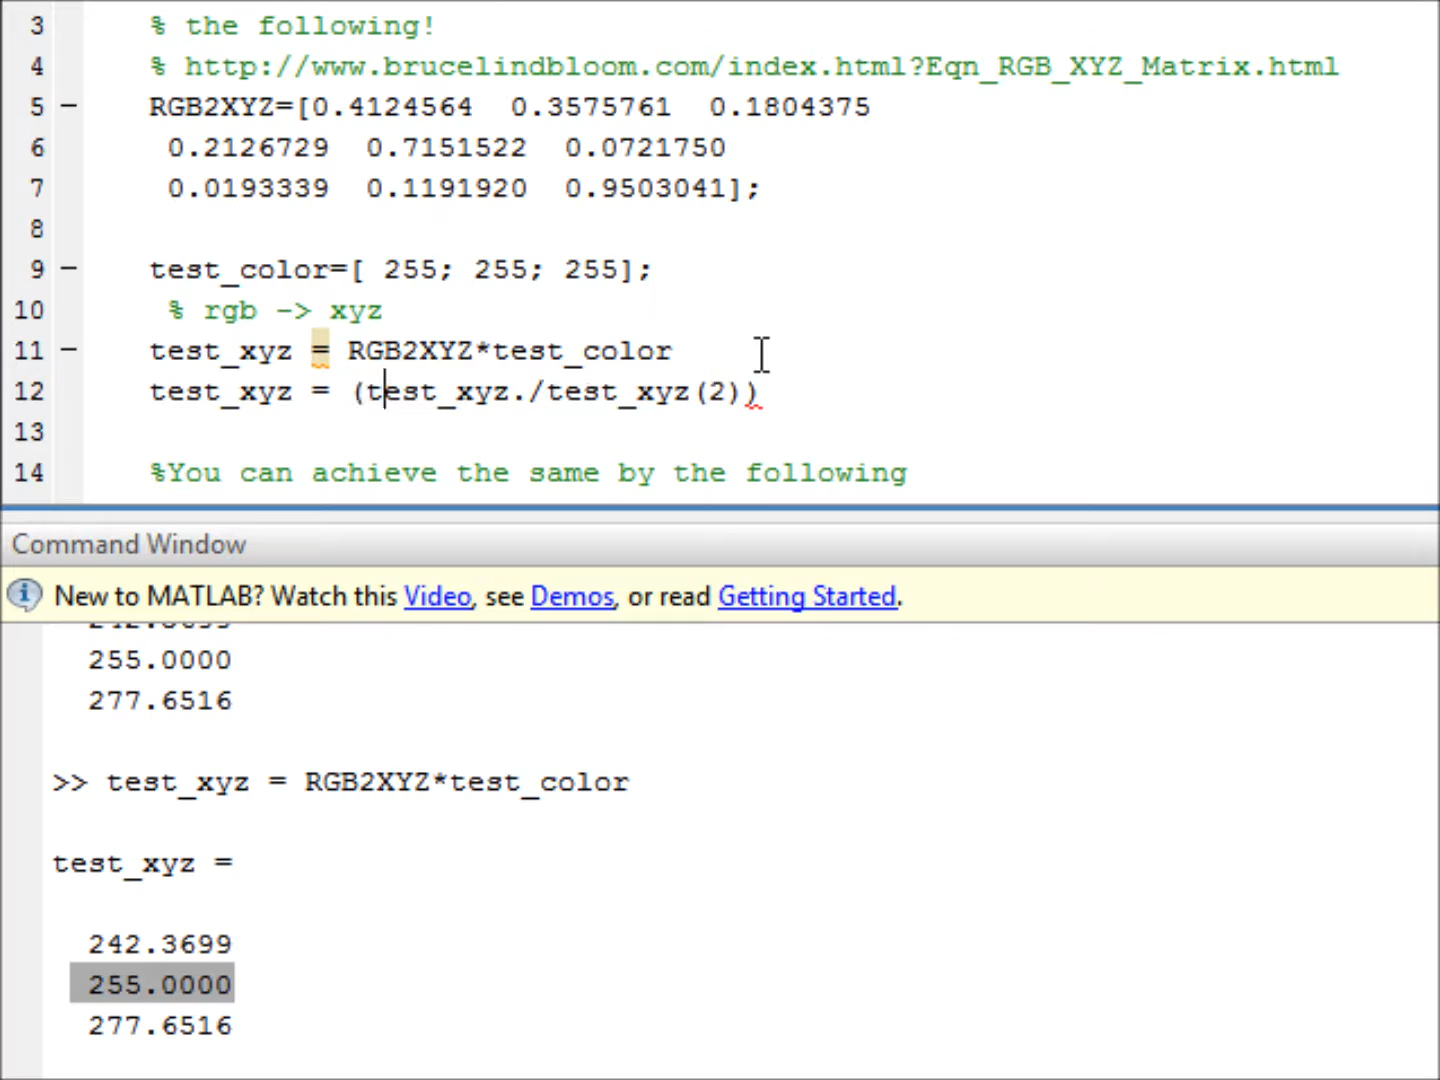 3 % the following!
4 % http://www.brucelindbloom.com/index.html?Eqn_RGB_XYZ_Matrix.html
5 - RGB2XYZ=[0.4124564 0.3575761 0.1804375
6 0.2126729 0.7151522 0.0721750
7 0.0193339 0.1191920 0.9503041];
8
9 - test_color=[ 255; 255; 255];
10 % rgb -> xyz
11 - test_xyz = RGB2XYZ*test_color
12 test_xyz = (test_xyz./test_xyz(2))
13
14 %You can achieve the same by the following
Command Window
New to MATLAB? Watch this Video, see Demos, or read Getting Started.
255.0000
277.6516
>> test_xyz = RGB2XYZ*test_color
test_xyz =
242.3699
255.0000
277.6516